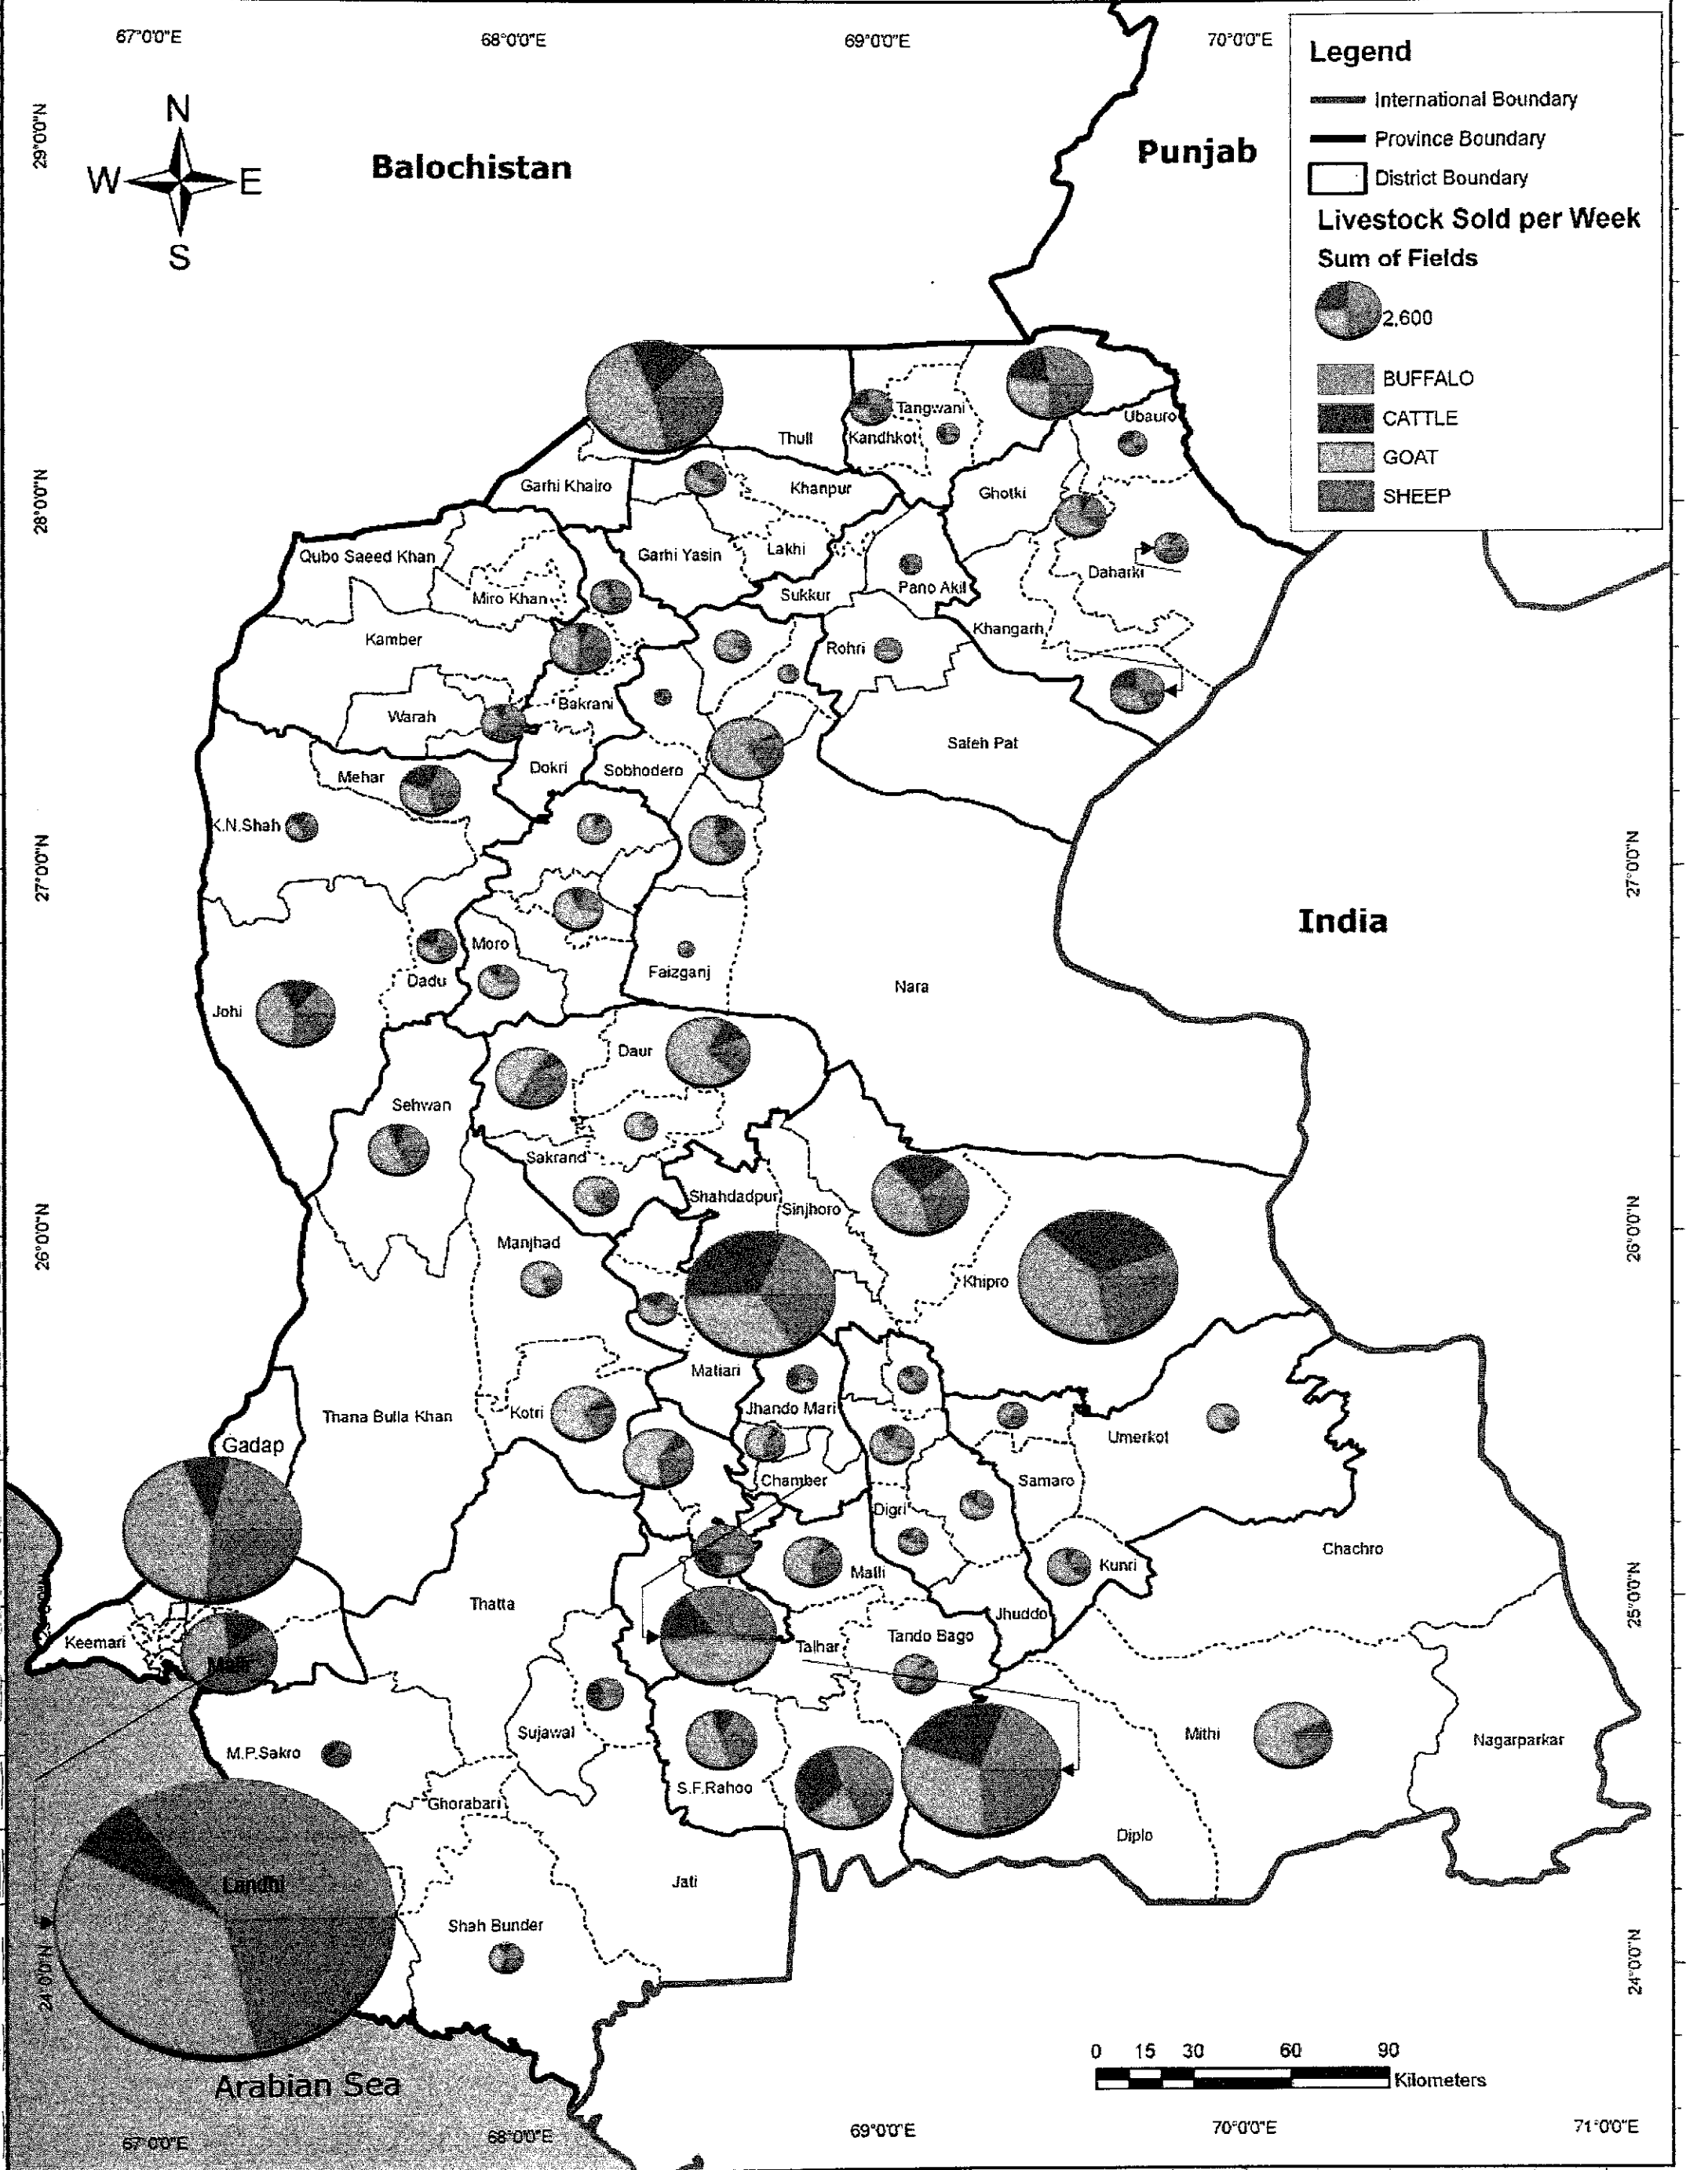 67°0'0"E
68°0'0"E
69°0'0"E
70°0'0"E
Legend
International Boundary
Province Boundary
District Boundary
Livestock Sold per Week
Sum of Fields
2,600
BUFFALO
CATTLE
GOAT
SHEEP
N
W
E
S
29°0'0"N
Balochistan
Punjab
Tangwani
Ubauro
Thull
Kandhkot
Garhi Khairo
Khanpur
Ghotki
28°0'0"N
Qubo Saeed Khan
Garhi Yasin
Lakhi
Daharki
Miro Khan
Sukkur
Pano Akil
Kamber
Khangarh
Rohri
Warah
Bakrani
Saleh Pat
Mehar
Dokri
Sobhodero
K.N.Shah
27°0'0"N
27°0'0"N
India
Moro
Faizganj
Dadu
Nara
Johi
Daur
Sehwan
Sakrand
Shahdadpur
Sinjhoro
26°0'0"N
26°0'0"N
Manjhad
Khipro
Matiari
Jhando Mari
Thana Bulla Khan
Kotri
Umerkot
Gadap
Chamber
Samaro
Digri
Chachro
Kunri
Matli
25°0'0"N
Thatta
Jhuddo
Keemari
Talhar
Tando Bago
Malir
Sujawal
Mithi
Nagarparkar
M.P.Sakro
S.F.Rahoo
Ghorabari
Diplo
Landhi
Jati
Shah Bunder
24°0'0"N
24°0'0"N
0 15 30 60 90
Kilometers
Arabian Sea
67°0'0"E
68°0'0"E
69°0'0"E
70°0'0"E
71°0'0"E